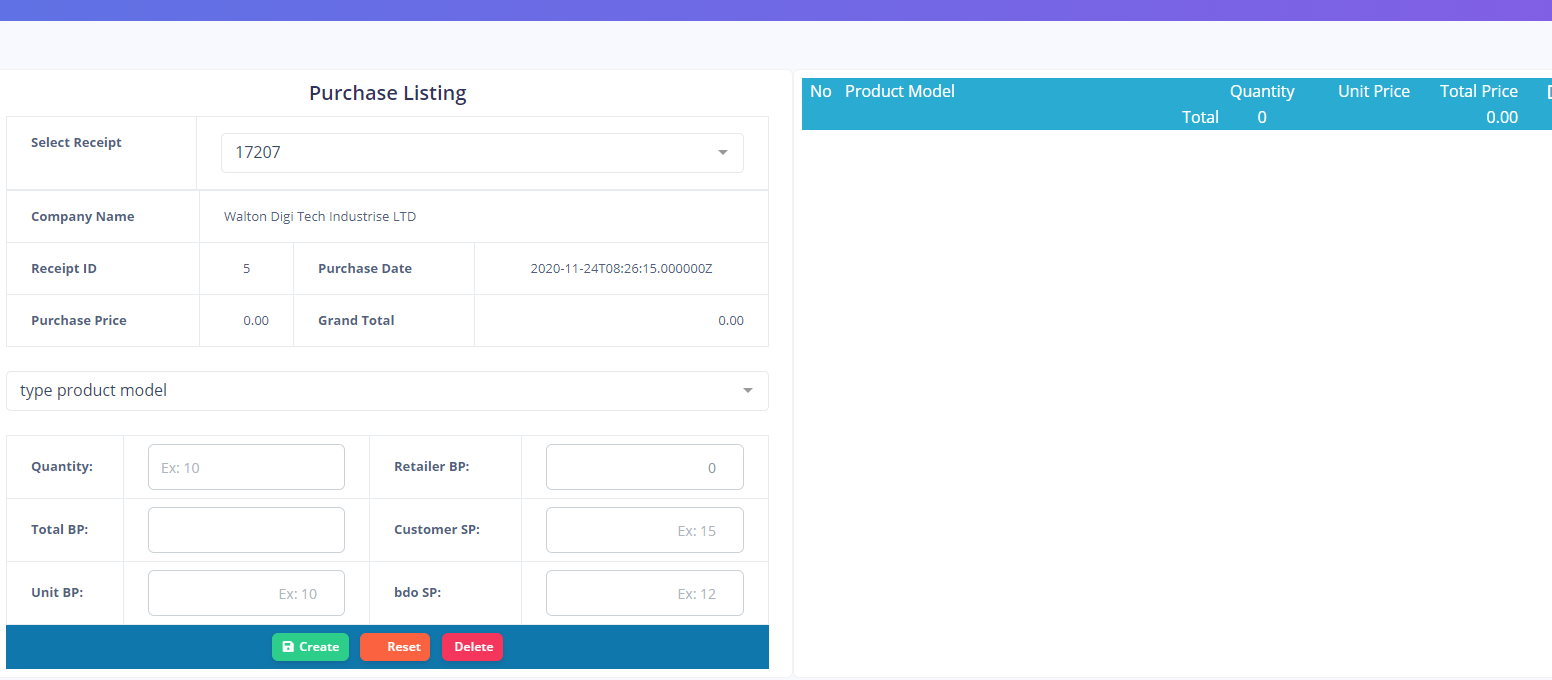 Purchase Listing
Select Receipt 17207
Company Name Walton Digi Tech Industrise LTD
Receipt ID 5 Purchase Date 2020-11-24T08:26:15.000000Z
Purchase Price 0.00 Grand Total 0.00
type product model
Quantity: Ex: 10 Retailer BP: 0
Total BP: Customer SP: Ex: 15
Unit BP: Ex: 10 bdo SP: Ex: 12
Create Reset Delete
No Product Model Quantity Unit Price Total Price
Total 0 0.00